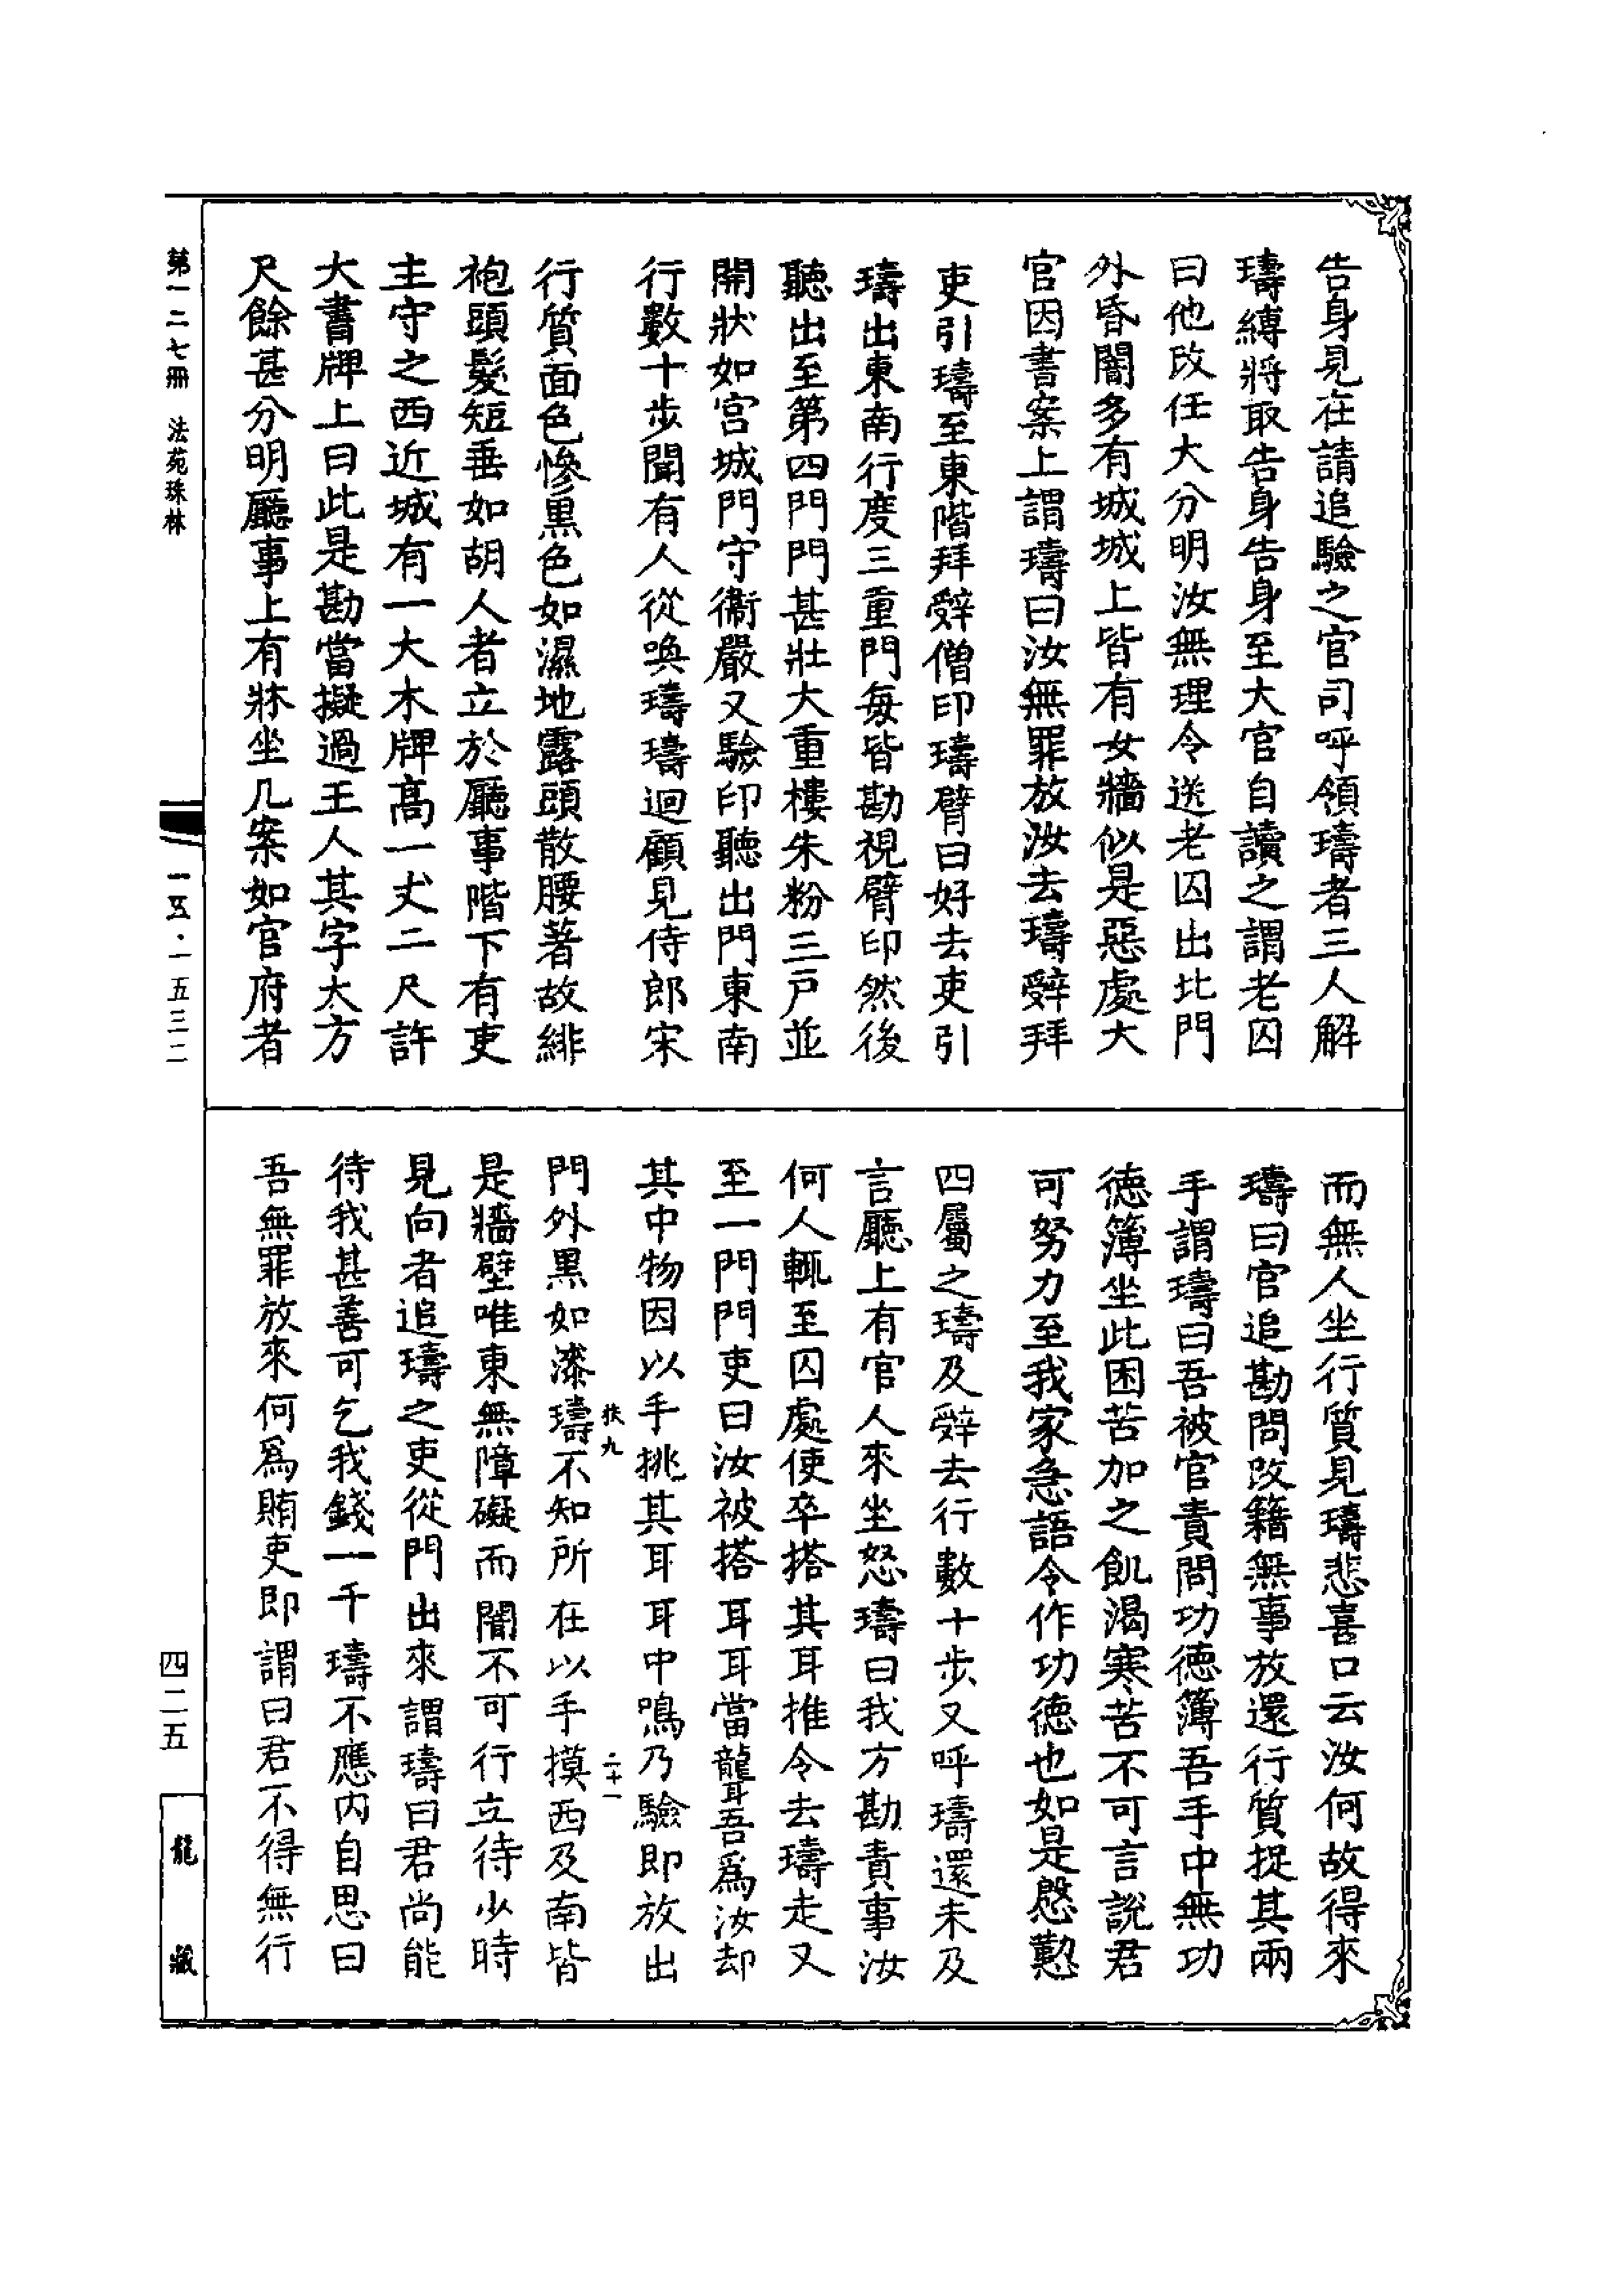 告身見在請追驗之官司呼領璹者三人解
璹縛將取告身告身至大官自讀之謂老囚
曰他改任大分明汝無理令送老囚出北門
外昏闇多有城城上皆有女牆似是惡處大
官因書案上謂璹曰汝無罪放汝去璹辤拜
吏引璹至東階拜辤僧印璹臂曰好去吏引
璹出東南行度三重門每皆勘視臂印然後
聽出至第四門門甚壯大重樓朱粉三戸並
開狀如宮城門守衞嚴又驗印聽出門東南
行數十步聞有人從喚璹璹迴顧見侍郎宋
行質面色慘黑色如濕地露頭散腰著故緋
袍頭髮短垂如胡人者立於廳事階下有吏
主守之西近城有一大木牌高一丈二尺許
大書牌上曰此是勘當擬過王人其字太方
尺餘甚分明廳事上有牀坐几案如官府者
而無人坐行質見璹悲喜口云汝何故得來
璹曰官追勘問改籍無事放還行質捉其兩
手謂璹曰吾被官責問功德簿吾手中無功
德簿坐此困苦加之飢渴寒苦不可言說君
可努力至我家急語令作功德也如是慇懃
四屬之璹及辤去行數十步又呼璹還未及
言廳上有官人來坐怒璹曰我方勘責事汝
何人輒至囚處使卒搭其耳推令去璹走又
至一門門吏曰汝被搭耳耳當聾吾爲汝却
其中物因以手挑其耳耳中鳴乃驗即放出
扶九 二十一
門外黑如漆璹不知所在以手摸西及南皆
是牆壁唯東無障礙而闇不可行立待少時
見向者追璹之吏從門出來謂璹曰君尚能
待我甚善可乞我錢一千璹不應内自思曰
吾無罪放來何爲賄吏即謂曰君不得無行
第一二七冊 法苑珠林
一五·一五三二
四二五
龍藏